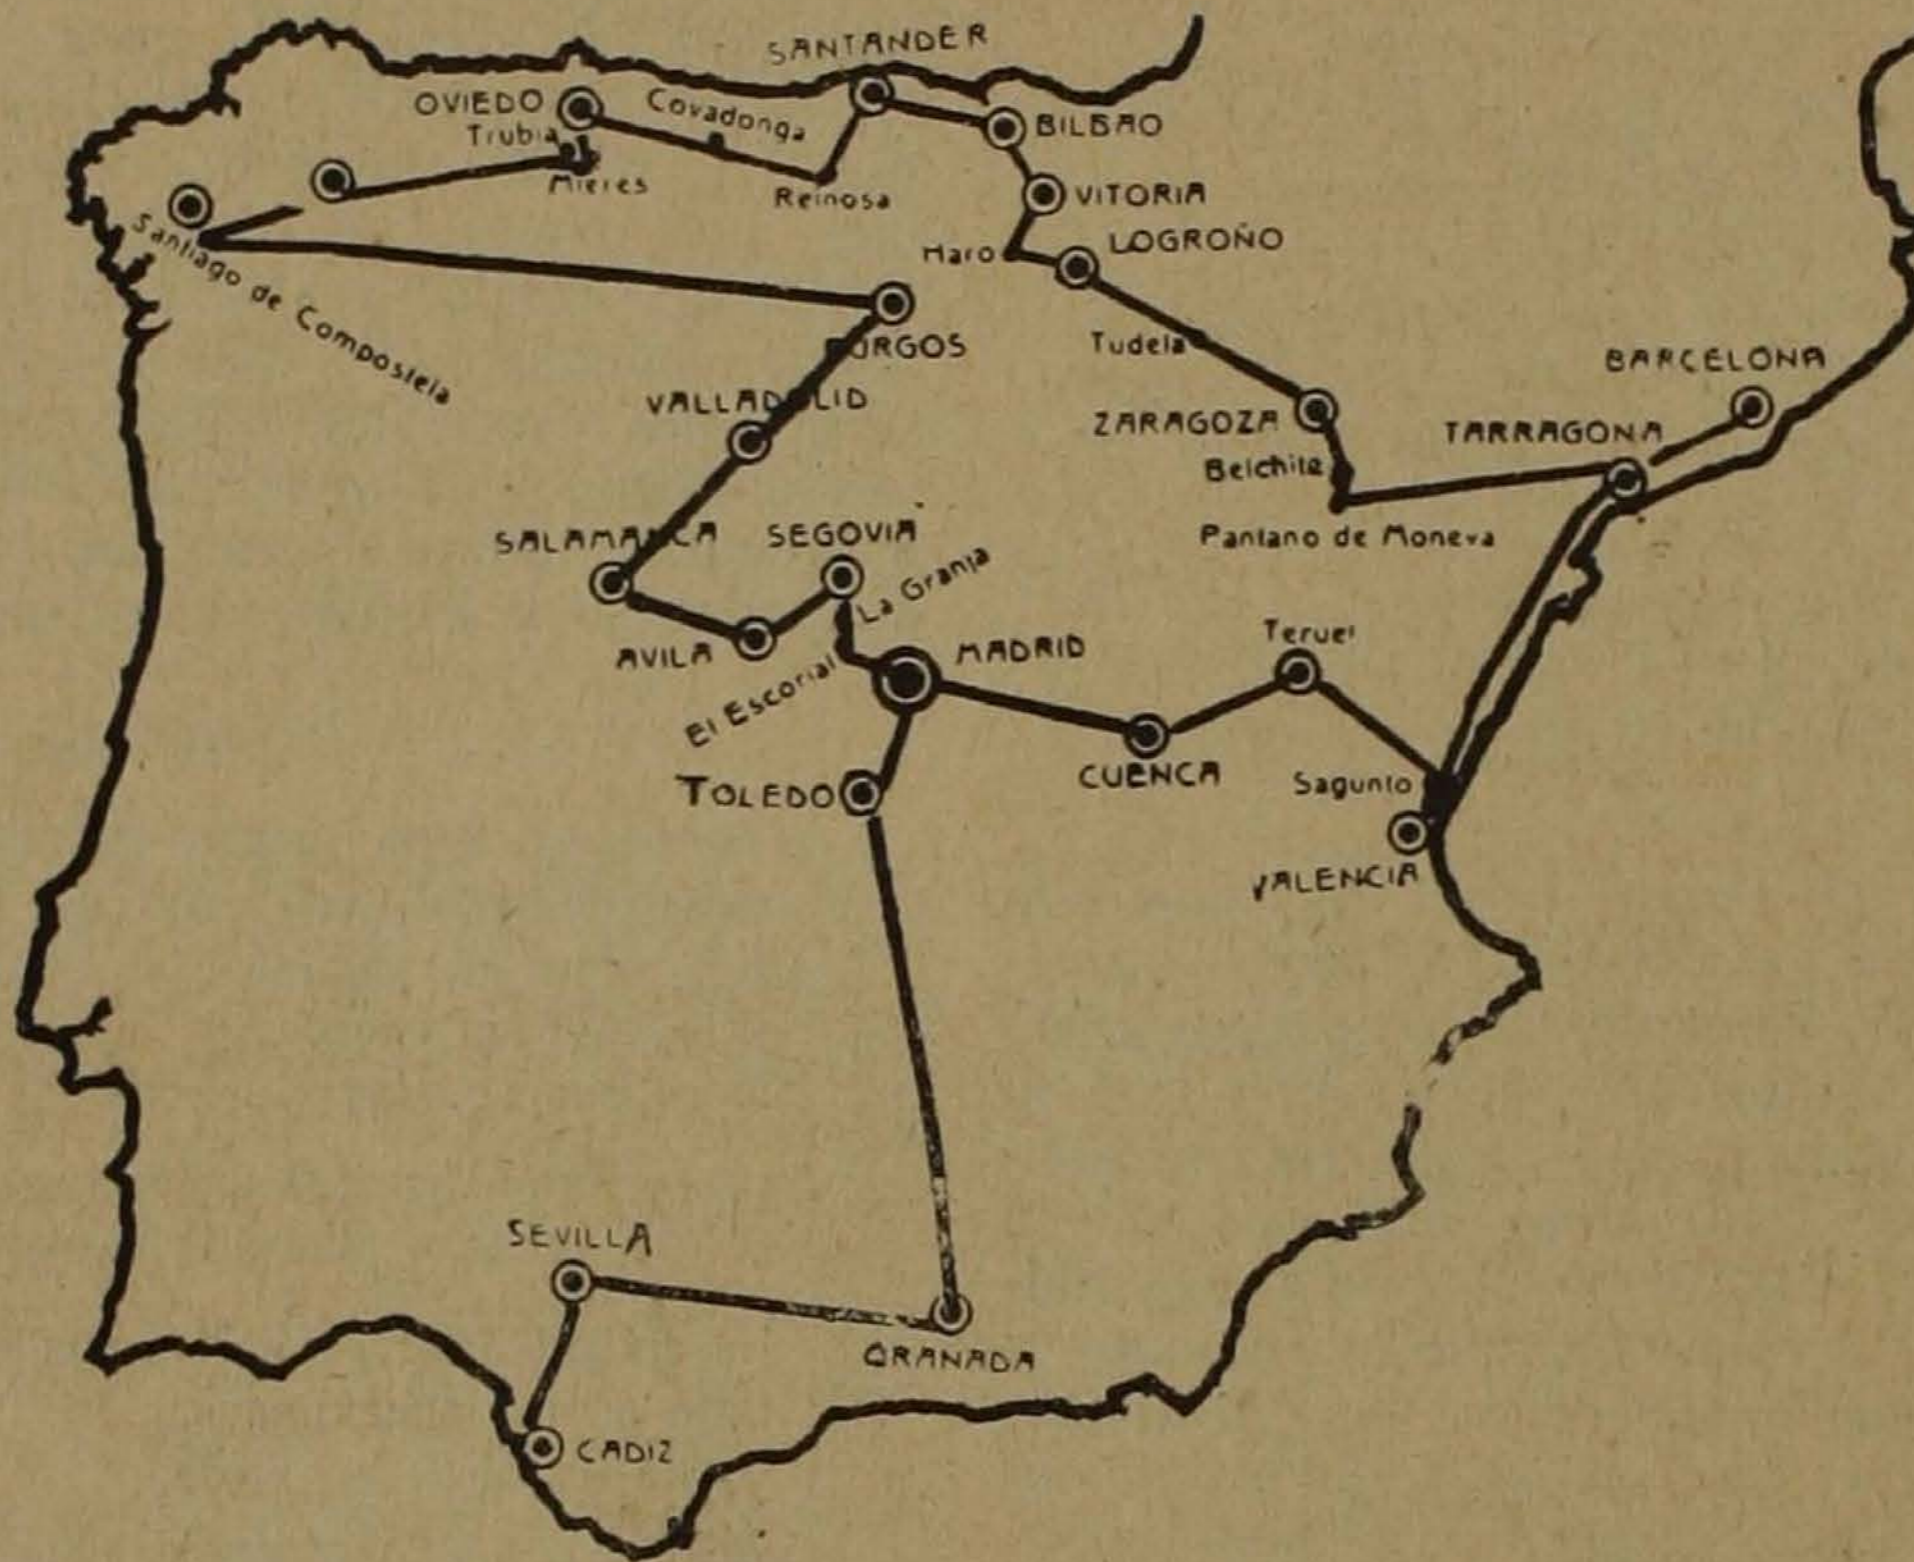 SANTANDER
OVIEDO
Covadonga
Trubia
BILBAO
Mieres
Reinosa
VITORIA
Santiago de Compostela
Haro
LOGROÑO
BURGOS
Tudela
BARCELONA
VALLADOLID
ZARAGOZA
TARRAGONA
Belchite
SALAMANCA
SEGOVIA
Pantano de Moneva
La Granja
AVILA
MADRID
Teruel
El Escorial
TOLEDO
CUENCA
Sagunto
VALENCIA
SEVILLA
GRANADA
CADIZ